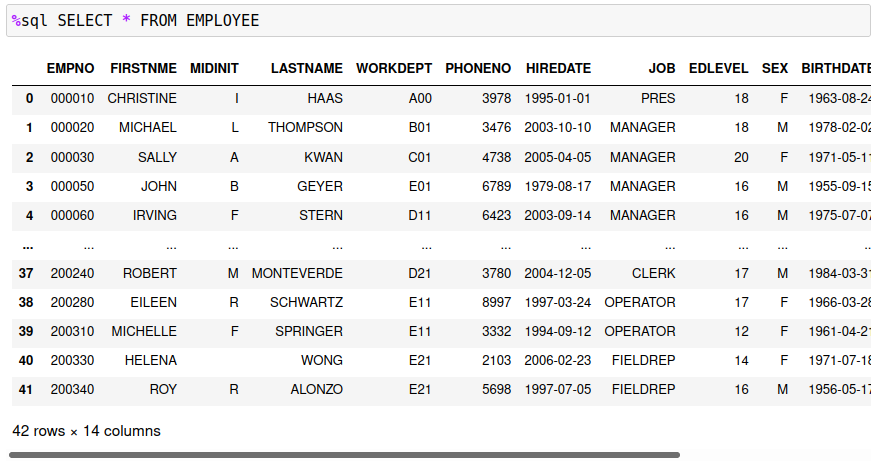 %sql SELECT * FROM EMPLOYEE
EMPNO FIRSTNME MIDINIT LASTNAME WORKDEPT PHONENO HIREDATE JOB EDLEVEL SEX BIRTHDATE
0 000010 CHRISTINE I HAAS A00 3978 1995-01-01 PRES 18 F 1963-08-24
1 000020 MICHAEL L THOMPSON B01 3476 2003-10-10 MANAGER 18 M 1978-02-02
2 000030 SALLY A KWAN C01 4738 2005-04-05 MANAGER 20 F 1971-05-11
3 000050 JOHN B GEYER E01 6789 1979-08-17 MANAGER 16 M 1955-09-15
4 000060 IRVING F STERN D11 6423 2003-09-14 MANAGER 16 M 1975-07-07
... ... ... ... ... ... ... ... ... ... ... ..
37 200240 ROBERT M MONTEVERDE D21 3780 2004-12-05 CLERK 17 M 1984-03-31
38 200280 EILEEN R SCHWARTZ E11 8997 1997-03-24 OPERATOR 17 F 1966-03-28
39 200310 MICHELLE F SPRINGER E11 3332 1994-09-12 OPERATOR 12 F 1961-04-21
40 200330 HELENA WONG E21 2103 2006-02-23 FIELDREP 14 F 1971-07-18
41 200340 ROY R ALONZO E21 5698 1997-07-05 FIELDREP 16 M 1956-05-17
42 rows × 14 columns